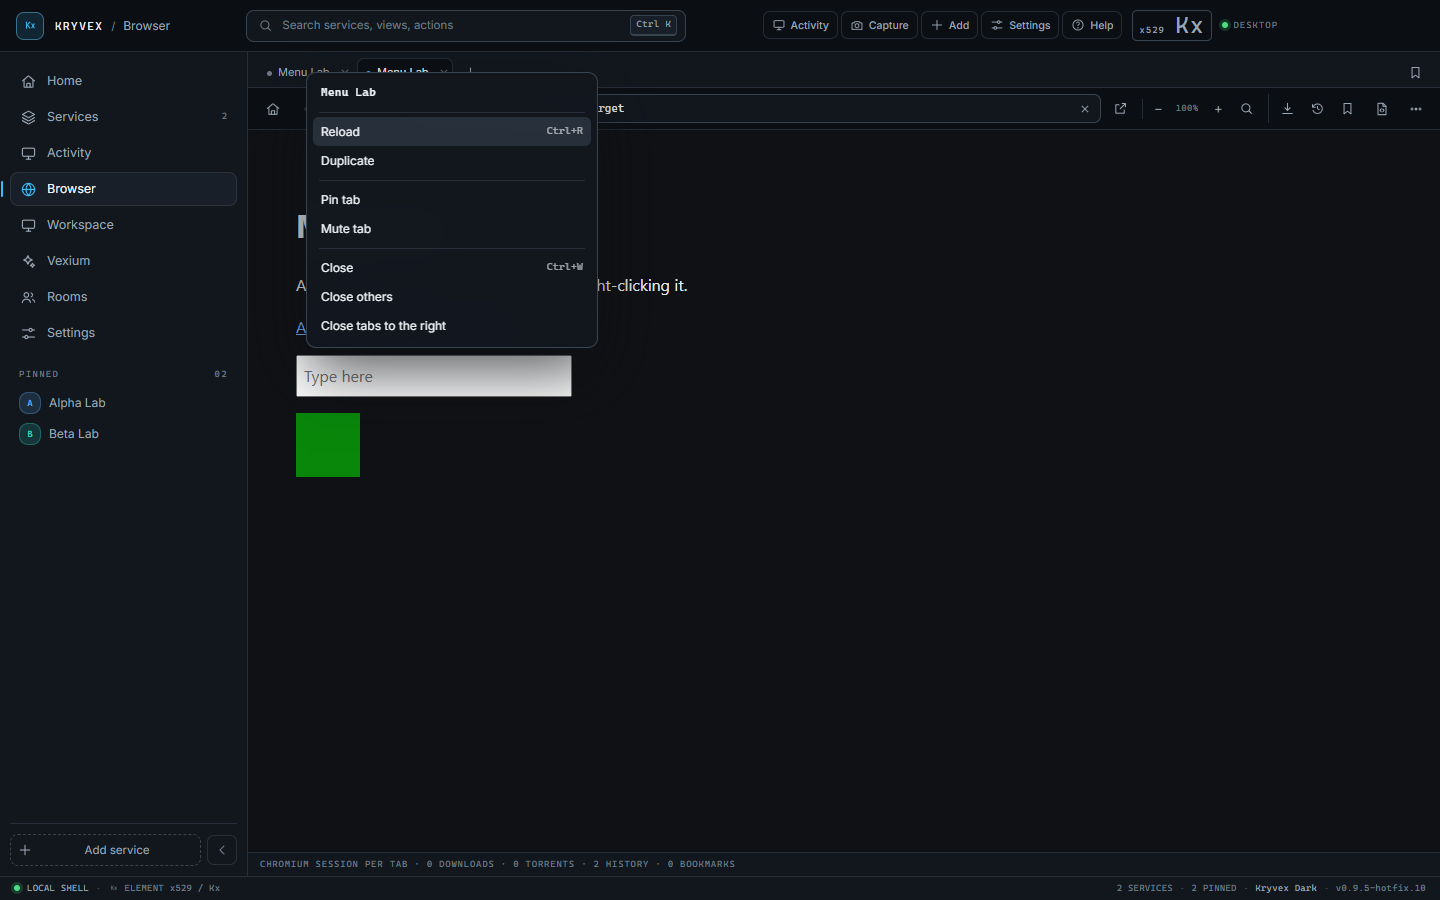 Kx KRYVEX / Browser
Search services, views, actions Ctrl K
Activity Capture Add Settings Help
x529 Kx DESKTOP
Home
Services 2
Activity
Browser
Workspace
Vexium
Rooms
Settings
PINNED 02
A Alpha Lab
B Beta Lab
Add service
Menu Lab
100%
Menu Lab
Reload Ctrl+R
Duplicate
Pin tab
Mute tab
Close Ctrl+W
Close others
Close tabs to the right
ht-clicking it.
Type here
CHROMIUM SESSION PER TAB · 0 DOWNLOADS · 0 TORRENTS · 2 HISTORY · 0 BOOKMARKS
LOCAL SHELL · Kx ELEMENT x529 / Kx
2 SERVICES · 2 PINNED · Kryvex Dark · v0.9.5-hotfix.10